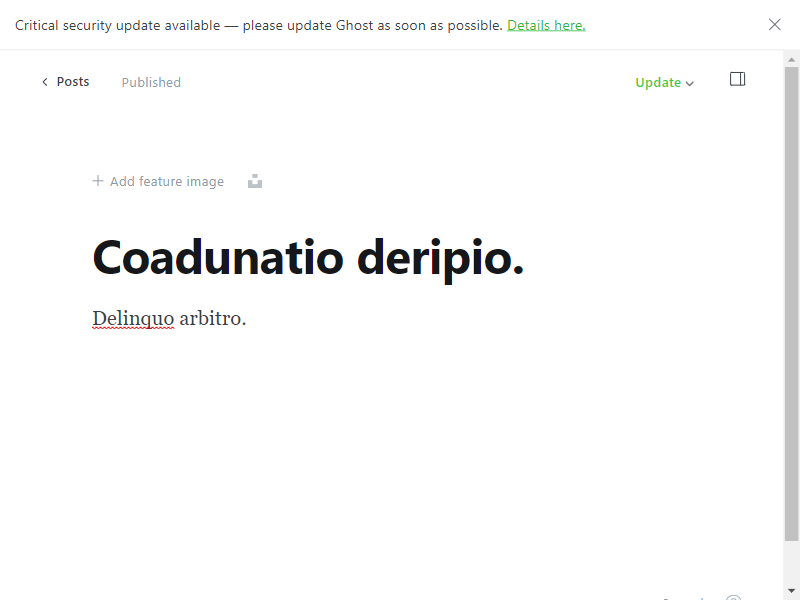 Critical security update available — please update Ghost as soon as possible. Details here.
Posts
Published
Update
Add feature image
Coadunatio deripio.
Delinquo arbitro.